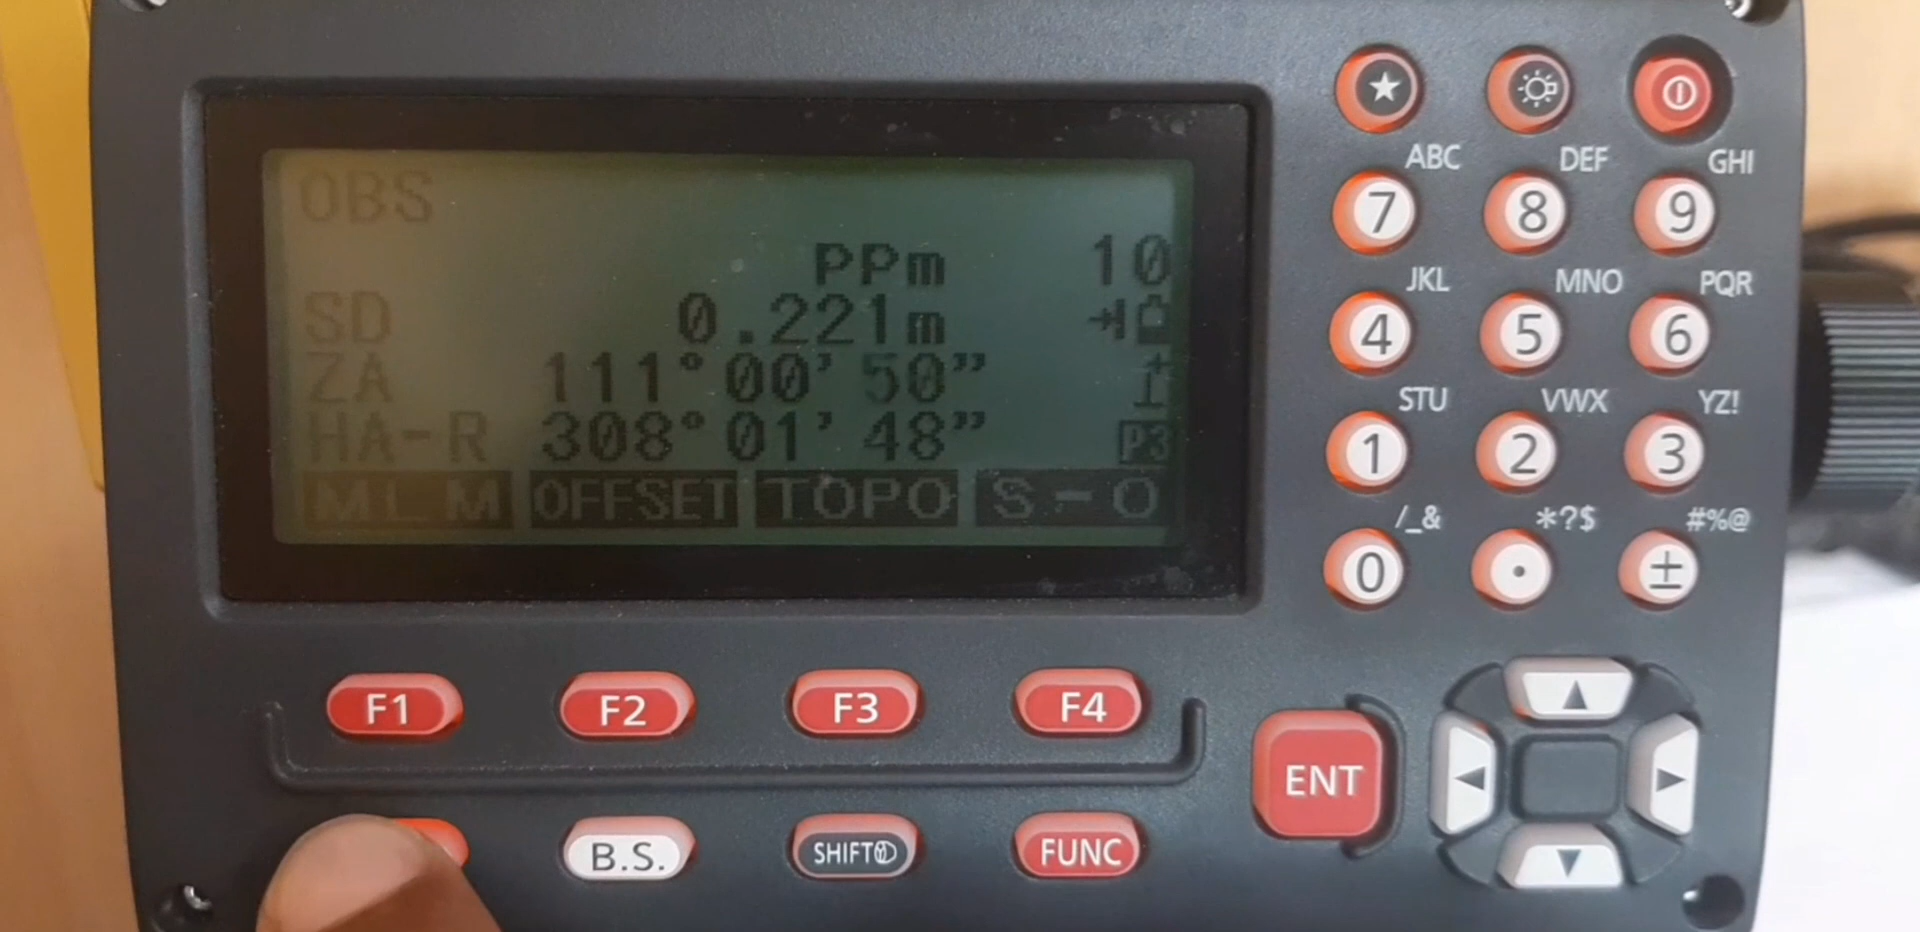 OBS
PPm 10
SD 0.221m
ZA 111°00'50"
HA-R 308°01'48"
P3
MLM OFFSET TOPO S-O
ABC DEF GHI
7 8 9
JKL MNO PQR
4 5 6
STU VWX YZ!
1 2 3
/_& *?$ #%@
0 . ±
F1 F2 F3 F4
ENT
B.S. SHIFT FUNC